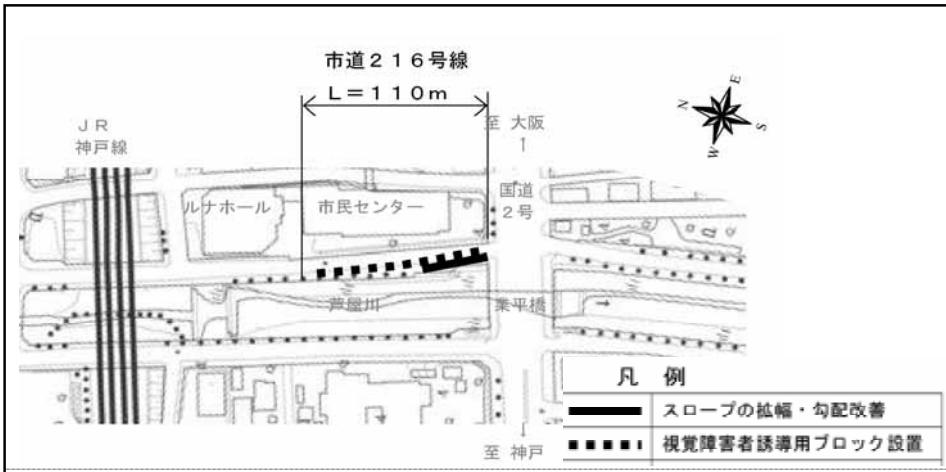 市道216号線
L=110m
JR
神戸線
至 大阪
↑
国道
2号
N
E
S
W
ルナホール
市民センター
芦屋川
業平橋
↓
至 神戸
凡 例
スロープの拡幅・勾配改善
視覚障害者誘導用ブロック設置